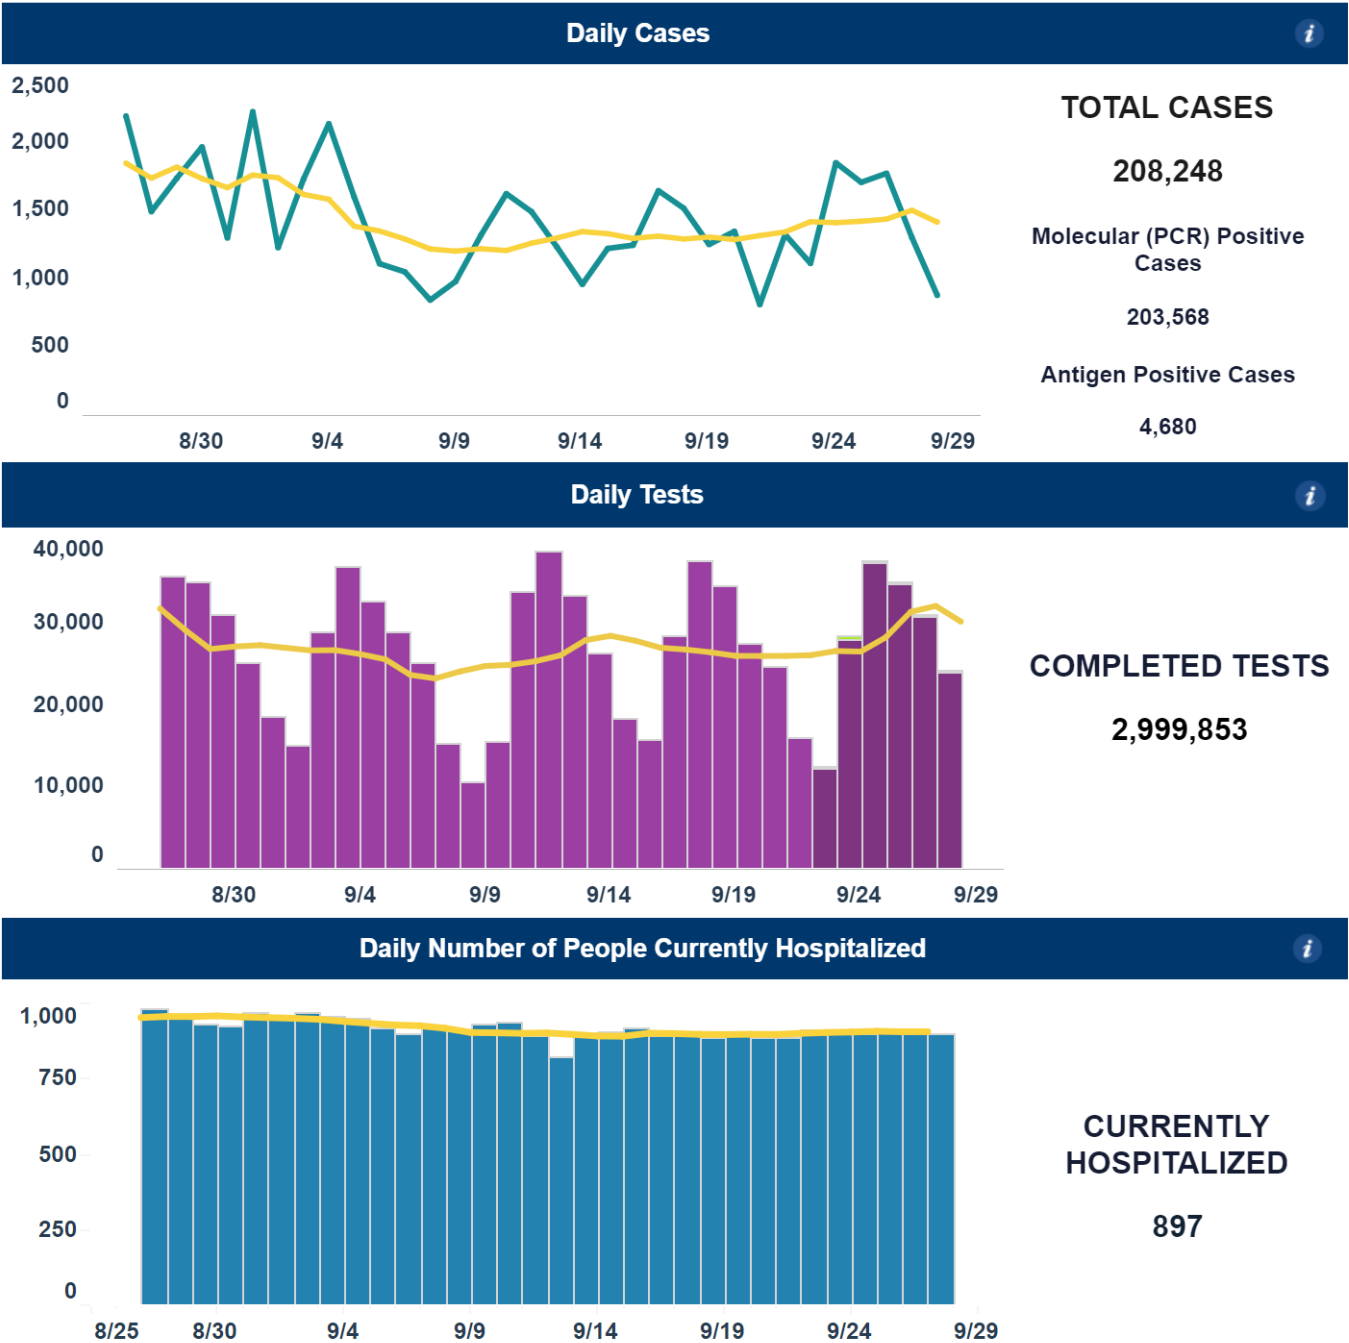 Daily Cases
i
2,500
2,000
1,500
1,000
500
0
8/30 9/4 9/9 9/14 9/19 9/24 9/29
TOTAL CASES
208,248
Molecular (PCR) Positive
Cases
203,568
Antigen Positive Cases
4,680
Daily Tests
i
40,000
30,000
20,000
10,000
0
8/30 9/4 9/9 9/14 9/19 9/24 9/29
COMPLETED TESTS
2,999,853
Daily Number of People Currently Hospitalized
i
1,000
750
500
250
0
8/25 8/30 9/4 9/9 9/14 9/19 9/24 9/29
CURRENTLY
HOSPITALIZED
897